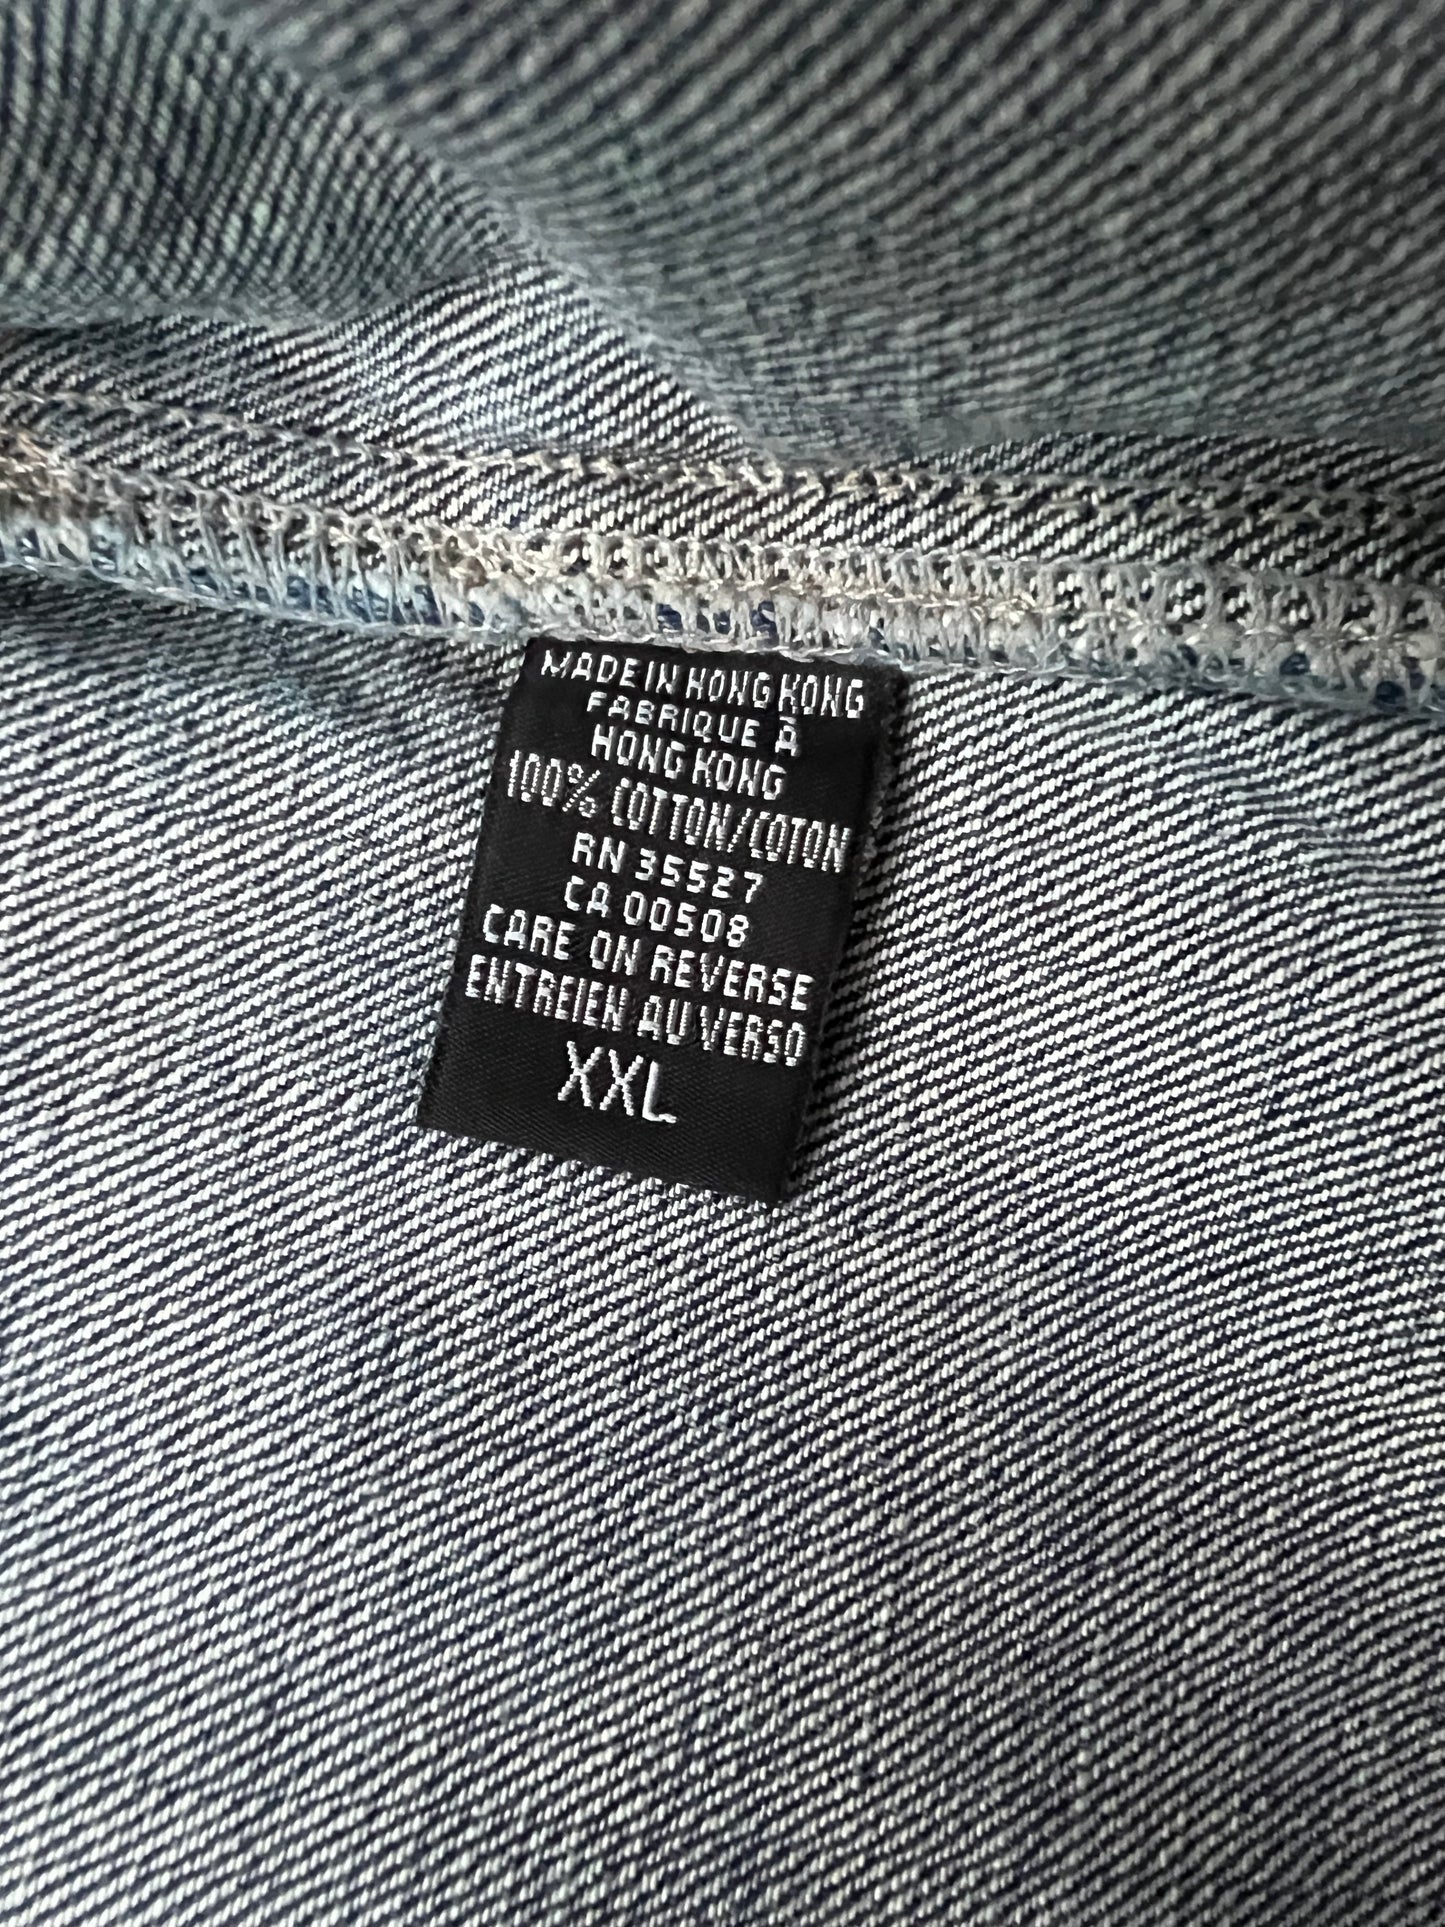 MADE IN HONG KONG
FABRIQUE À
HONG KONG
100% COTTON/COTON
RN 35527
CA 00508
CARE ON REVERSE
ENTREIEN AU VERSO
XXL